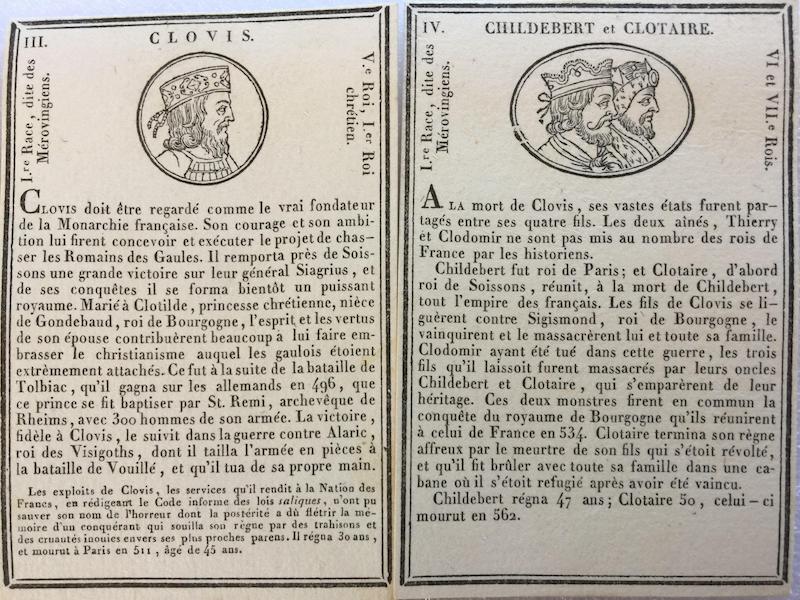 III.
CLOVIS.
I.re Race, dite des
Mérovingiens.
V.e Roi, I.er Roi
chrétien.
CLOVIS doit être regardé comme le vrai fondateur
de la Monarchie française. Son courage et son ambi-
tion lui firent concevoir et exécuter le projet de chas-
ser les Romains des Gaules. Il remporta près de Sois-
sons une grande victoire sur leur général Siagrius, et
de ses conquêtes il se forma bientôt un puissant
royaume. Marié à Clotilde, princesse chrétienne, nièce
de Gondebaud, roi de Bourgogne, l'esprit et les vertus
de son épouse contribuèrent beaucoup à lui faire em-
brasser le christianisme auquel les gaulois étoient
extrèmement attachés. Ce fut à la suite de la bataille de
Tolbiac, qu'il gagna sur les allemands en 496, que
ce prince se fit baptiser par St. Remi, archevêque de
Rheims, avec 300 hommes de son armée. La victoire,
fidèle à Clovis, le suivit dans la guerre contre Alaric,
roi des Visigoths, dont il tailla l'armée en pièces à
la bataille de Vouillé, et qu'il tua de sa propre main.
Les exploits de Clovis, les services qu'il rendit à la Nation des
Francs, en rédigeant le Code informe des lois saliques, n'ont pu
sauver son nom de l'horreur dont la postérité a dû flétrir la mé-
moire d'un conquérant qui souilla son règne par des trahisons et
des cruautés inouies envers ses plus proches parens. Il régna 30 ans,
et mourut à Paris en 511, âgé de 45 ans.
IV.
CHILDEBERT et CLOTAIRE.
I.re Race, dite des
Mérovingiens.
VI et VII.e Rois.
A LA mort de Clovis, ses vastes états furent par-
tagés entre ses quatre fils. Les deux aînés, Thierry
et Clodomir ne sont pas mis au nombre des rois de
France par les historiens.
Childebert fut roi de Paris; et Clotaire, d'abord
roi de Soissons, réunit, à la mort de Childebert,
tout l'empire des français. Les fils de Clovis se li-
guèrent contre Sigismond, roi de Bourgogne, le
vainquirent et le massacrèrent lui et toute sa famille.
Clodomir ayant été tué dans cette guerre, les trois
fils qu'il laissoit furent massacrés par leurs oncles
Childebert et Clotaire, qui s'emparèrent de leur
héritage. Ces deux monstres firent en commun la
conquête du royaume de Bourgogne qu'ils réunirent
à celui de France en 534. Clotaire termina son règne
affreux par le meurtre de son fils qui s'étoit révolté,
et qu'il fit brûler avec toute sa famille dans une ca-
bane où il s'étoit refugié après avoir été vaincu.
Childebert régna 47 ans; Clotaire 50, celui-ci
mourut en 562.